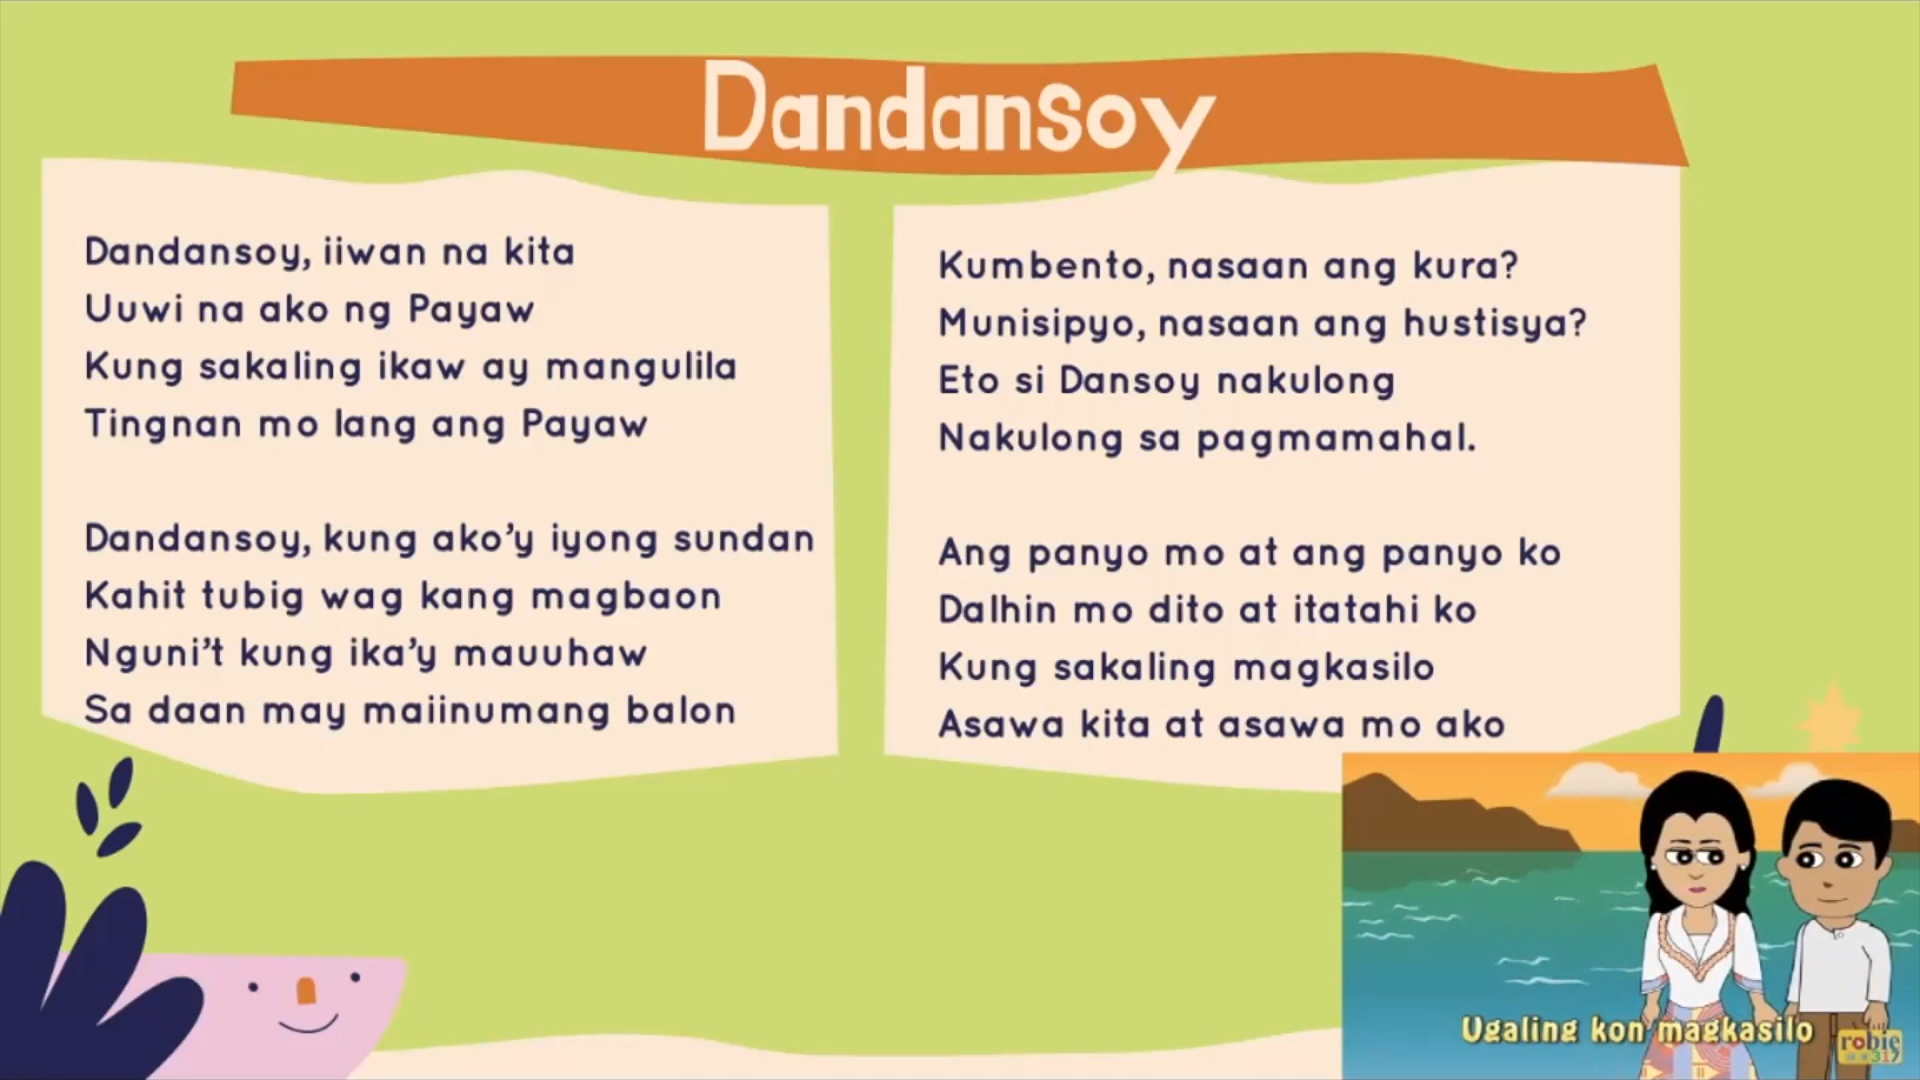 Dandansoy
Dandansoy, iiwan na kita
Uuwi na ako ng Payaw
Kung sakaling ikaw ay mangulila
Tingnan mo lang ang Payaw
Dandansoy, kung ako’y iyong sundan
Kahit tubig wag kang magbaon
Nguni’t kung ika’y mauuhaw
Sa daan may maiinumang balon
Kumbento, nasaan ang kura?
Munisipyo, nasaan ang hustisya?
Eto si Dansoy nakulong
Nakulong sa pagmamahal.
Ang panyo mo at ang panyo ko
Dalhin mo dito at itatahi ko
Kung sakaling magkasilo
Asawa kita at asawa mo ako
Ugaling kon magkasilo
robie
317